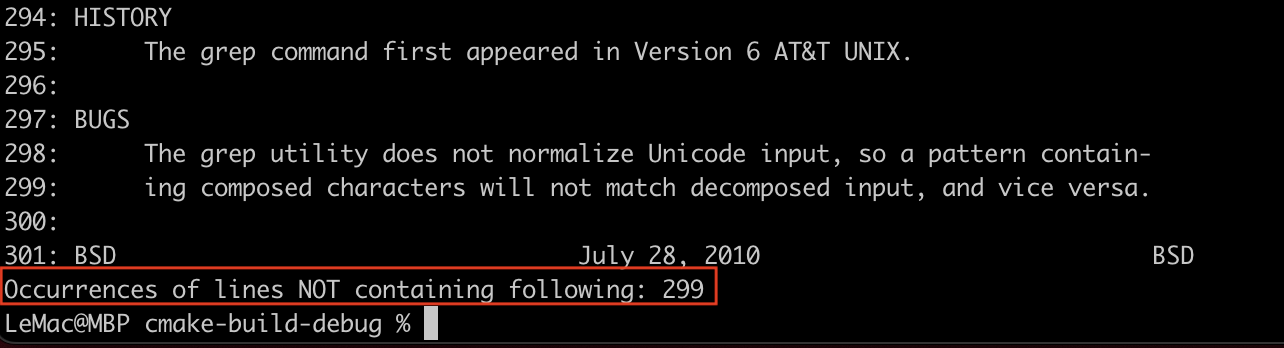 294: HISTORY
295:      The grep command first appeared in Version 6 AT&T UNIX.
296:
297: BUGS
298:      The grep utility does not normalize Unicode input, so a pattern contain-
299:      ing composed characters will not match decomposed input, and vice versa.
300:
301: BSD                                 July 28, 2010                            BSD
Occurrences of lines NOT containing following: 299
LeMac@MBP cmake-build-debug %